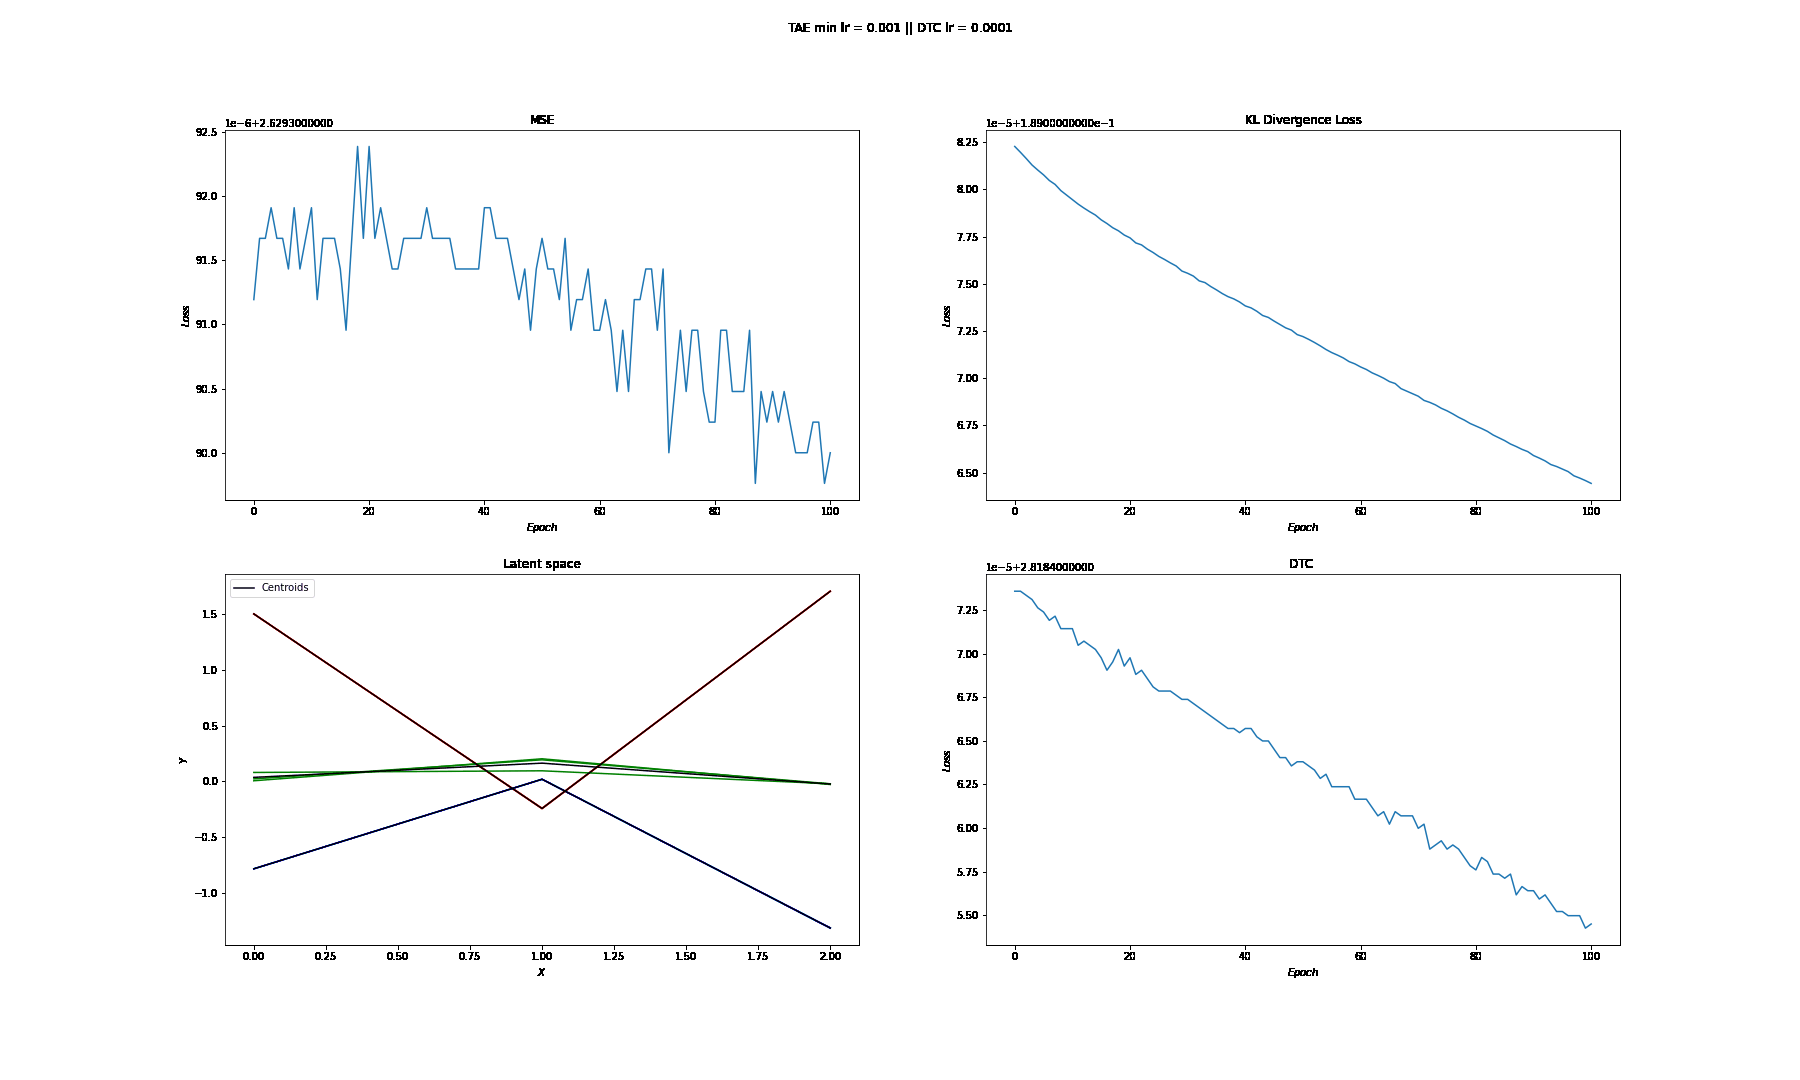 TAE min lr = 0.001 || DTC lr = 0.0001
MSE
1e−6+2.6293000000
92.5
92.0
91.5
91.0
90.5
90.0
Loss
0 20 40 60 80 100
Epoch
KL Divergence Loss
1e−5+1.8900000000e−1
8.25
8.00
7.75
7.50
7.25
7.00
6.75
6.50
Loss
0 20 40 60 80 100
Epoch
Latent space
Centroids
1.5
1.0
0.5
0.0
−0.5
−1.0
Y
0.00 0.25 0.50 0.75 1.00 1.25 1.50 1.75 2.00
X
DTC
1e−5+2.8184000000
7.25
7.00
6.75
6.50
6.25
6.00
5.75
5.50
Loss
0 20 40 60 80 100
Epoch